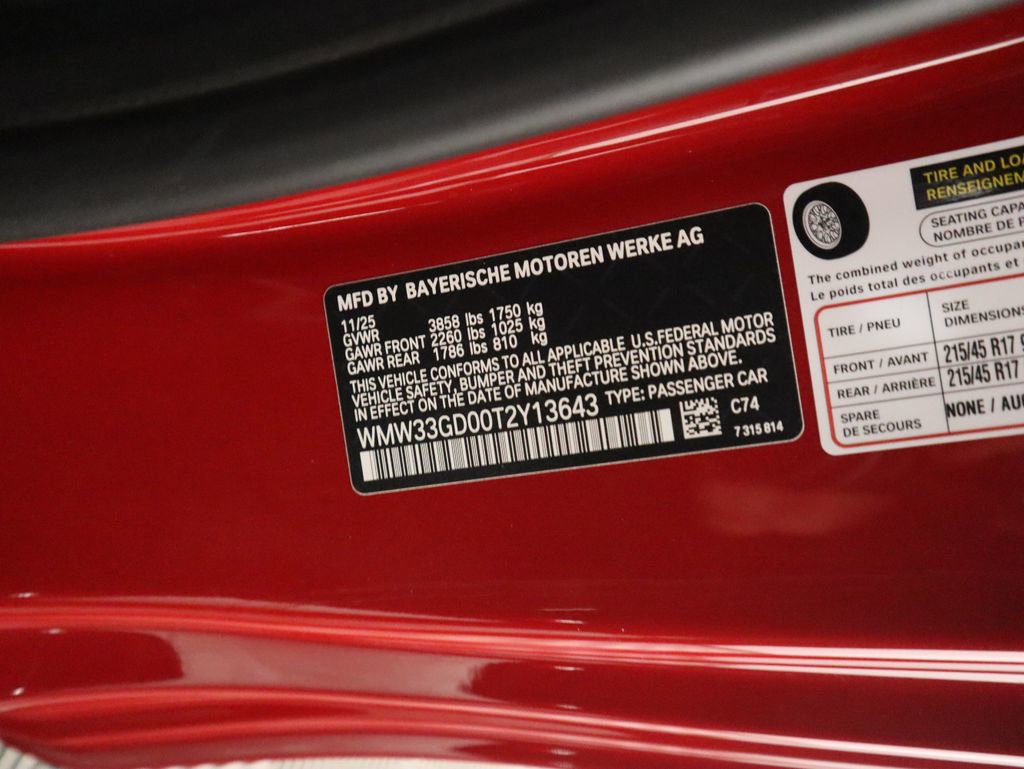 MFD BY BAYERISCHE MOTOREN WERKE AG
11/25
GVWR 3858 lbs 1750 kg
GAWR FRONT 2260 lbs 1025 kg
GAWR REAR 1786 lbs 810 kg
THIS VEHICLE CONFORMS TO ALL APPLICABLE U.S.FEDERAL MOTOR
VEHICLE SAFETY, BUMPER AND THEFT PREVENTION STANDARDS
IN EFFECT ON THE DATE OF MANUFACTURE SHOWN ABOVE.
WMW33GD00T2Y13643 TYPE: PASSENGER CAR
C74
7 315 814
TIRE AND LOA
RENSEIGNEM
SEATING CAPA
NOMBRE DE P
The combined weight of occupa
Le poids total des occupants et
TIRE / PNEU
SIZE
DIMENSIONS
FRONT / AVANT 215/45 R17 9
REAR / ARRIÈRE 215/45 R17
SPARE
DE SECOURS
NONE / AU